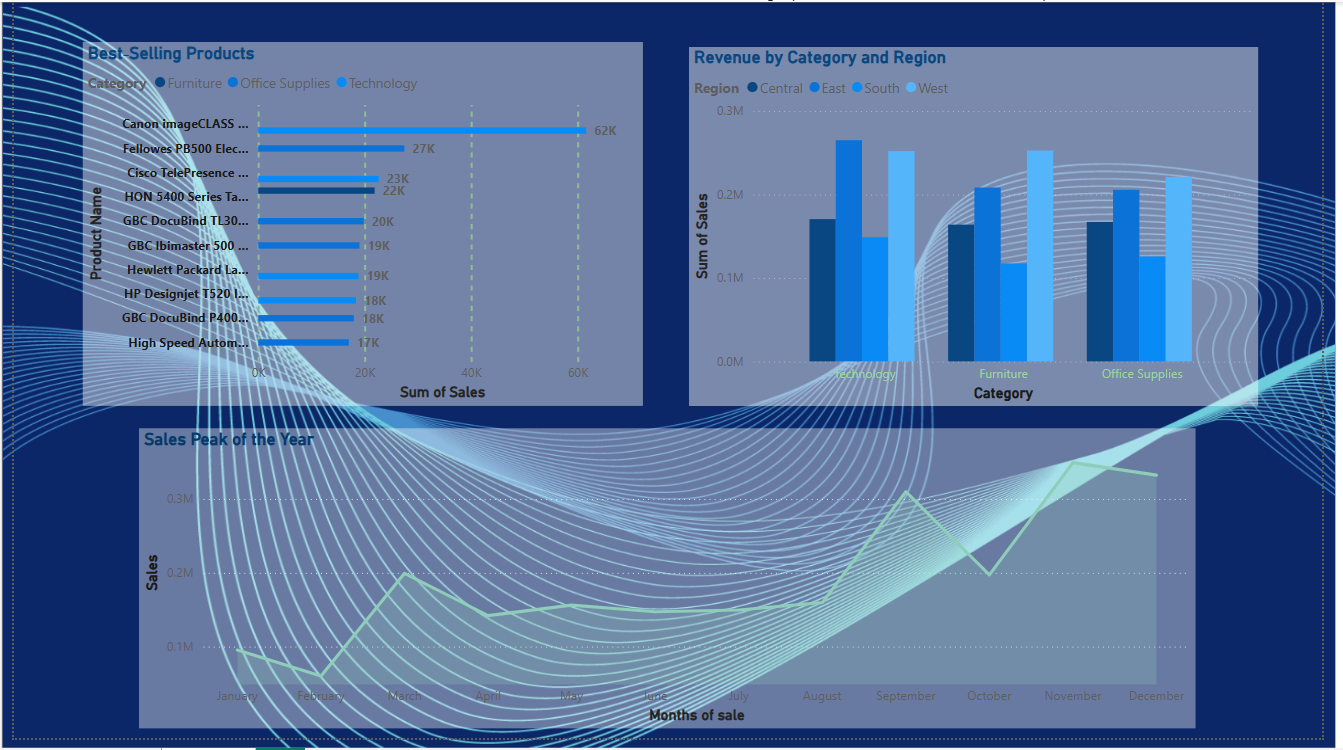 Best-Selling Products
Category Furniture Office Supplies Technology
Product Name
Canon imageCLASS ... 62K
Fellowes PB500 Elec... 27K
Cisco TelePresence ... 23K
HON 5400 Series Ta... 22K
GBC DocuBind TL30... 20K
GBC Ibimaster 500 ... 19K
Hewlett Packard La... 19K
HP Designjet T520 I... 18K
GBC DocuBind P400... 18K
High Speed Autom... 17K
0K 20K 40K 60K
Sum of Sales
Revenue by Category and Region
Region Central East South West
Sum of Sales
0.3M
0.2M
0.1M
0.0M
Technology Furniture Office Supplies
Category
Sales Peak of the Year
Sales
0.3M
0.2M
0.1M
January February March April May June July August September October November December
Months of sale